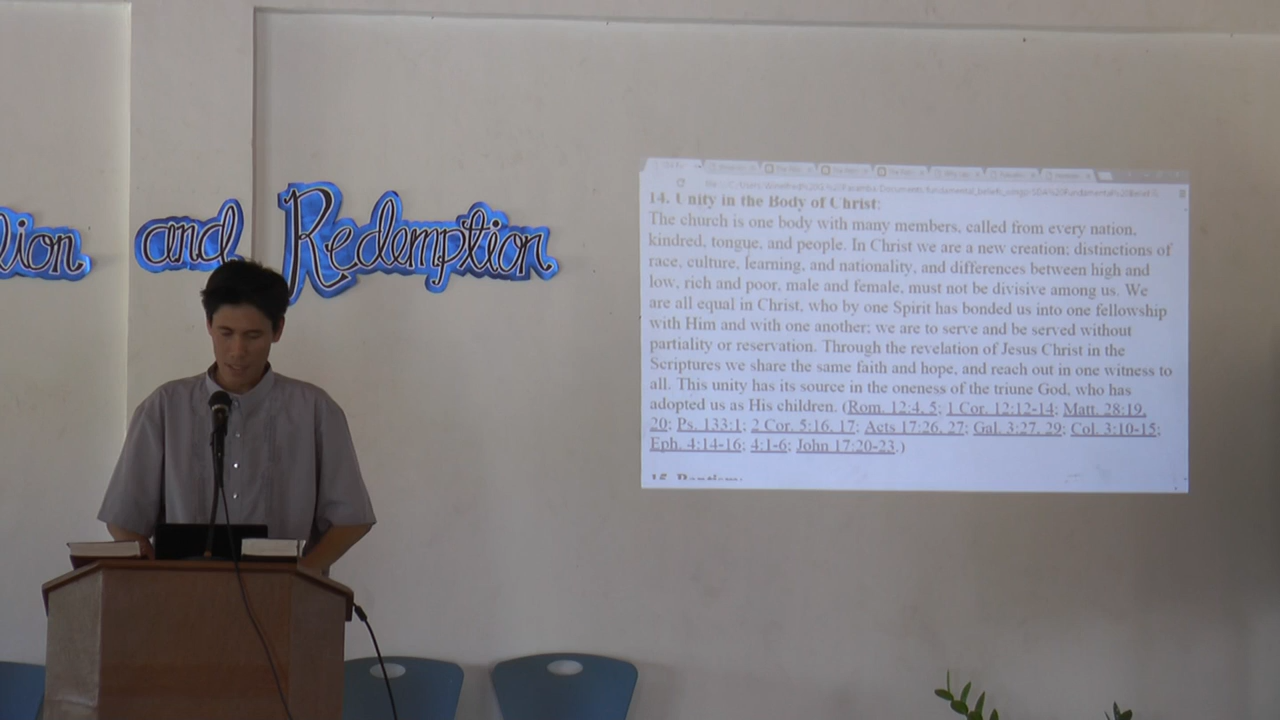 and Redemption
14. Unity in the Body of Christ:
The church is one body with many members, called from every nation,
kindred, tongue, and people. In Christ we are a new creation; distinctions of
race, culture, learning, and nationality, and differences between high and
low, rich and poor, male and female, must not be divisive among us. We
are all equal in Christ, who by one Spirit has bonded us into one fellowship
with Him and with one another; we are to serve and be served without
partiality or reservation. Through the revelation of Jesus Christ in the
Scriptures we share the same faith and hope, and reach out in one witness to
all. This unity has its source in the oneness of the triune God, who has
adopted us as His children. (Rom. 12:4, 5; 1 Cor. 12:12-14; Matt. 28:19,
20; Ps. 133:1; 2 Cor. 5:16, 17; Acts 17:26, 27; Gal. 3:27, 29; Col. 3:10-15;
Eph. 4:14-16; 4:1-6; John 17:20-23.)